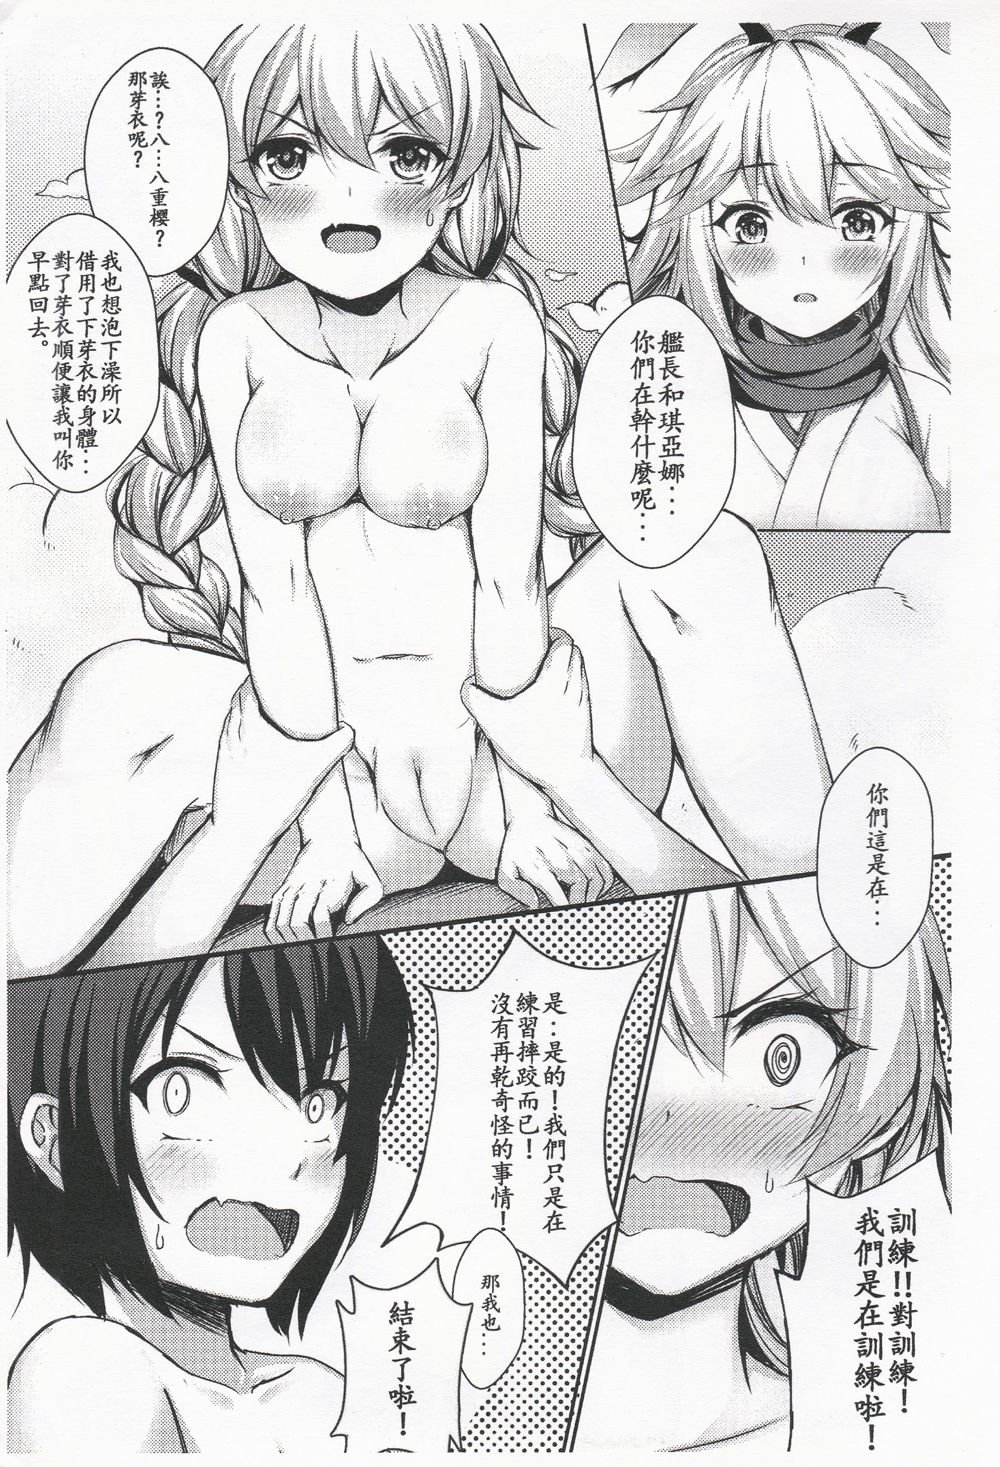 艦長和琪亞娜…
你們在幹什麼呢…
誒…？八…八重櫻？
那芽衣呢？
我也想泡下澡所以
借用了下芽衣的身體…
對了芽衣順便讓我叫你
早點回去。
你們這是在…
訓練!!對訓練！
我們是在訓練啦！
是…是的！我們只是在
練習摔跤而已！
沒有再乾奇怪的事情！
那我也…
結束了啦！